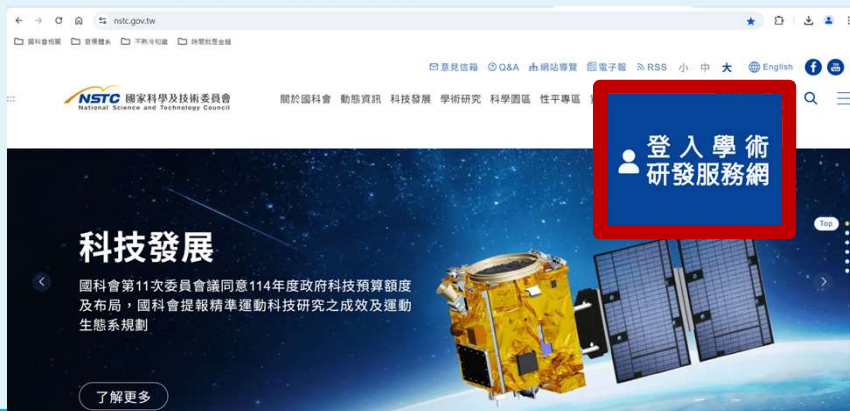 nstc.gov.tw
國科會相關 音標體系 不熟冷知識 時間就是金錢
意見信箱 Q&A 網站導覽 電子報 RSS 小 中 大 English
NSTC 國家科學及技術委員會
National Science and Technology Council
關於國科會 動態資訊 科技發展 學術研究 科學園區 性平專區
登入學術
研發服務網
Top
科技發展
國科會第11次委員會議同意114年度政府科技預算額度
及布局,國科會提報精準運動科技研究之成效及運動
生態系規劃
了解更多